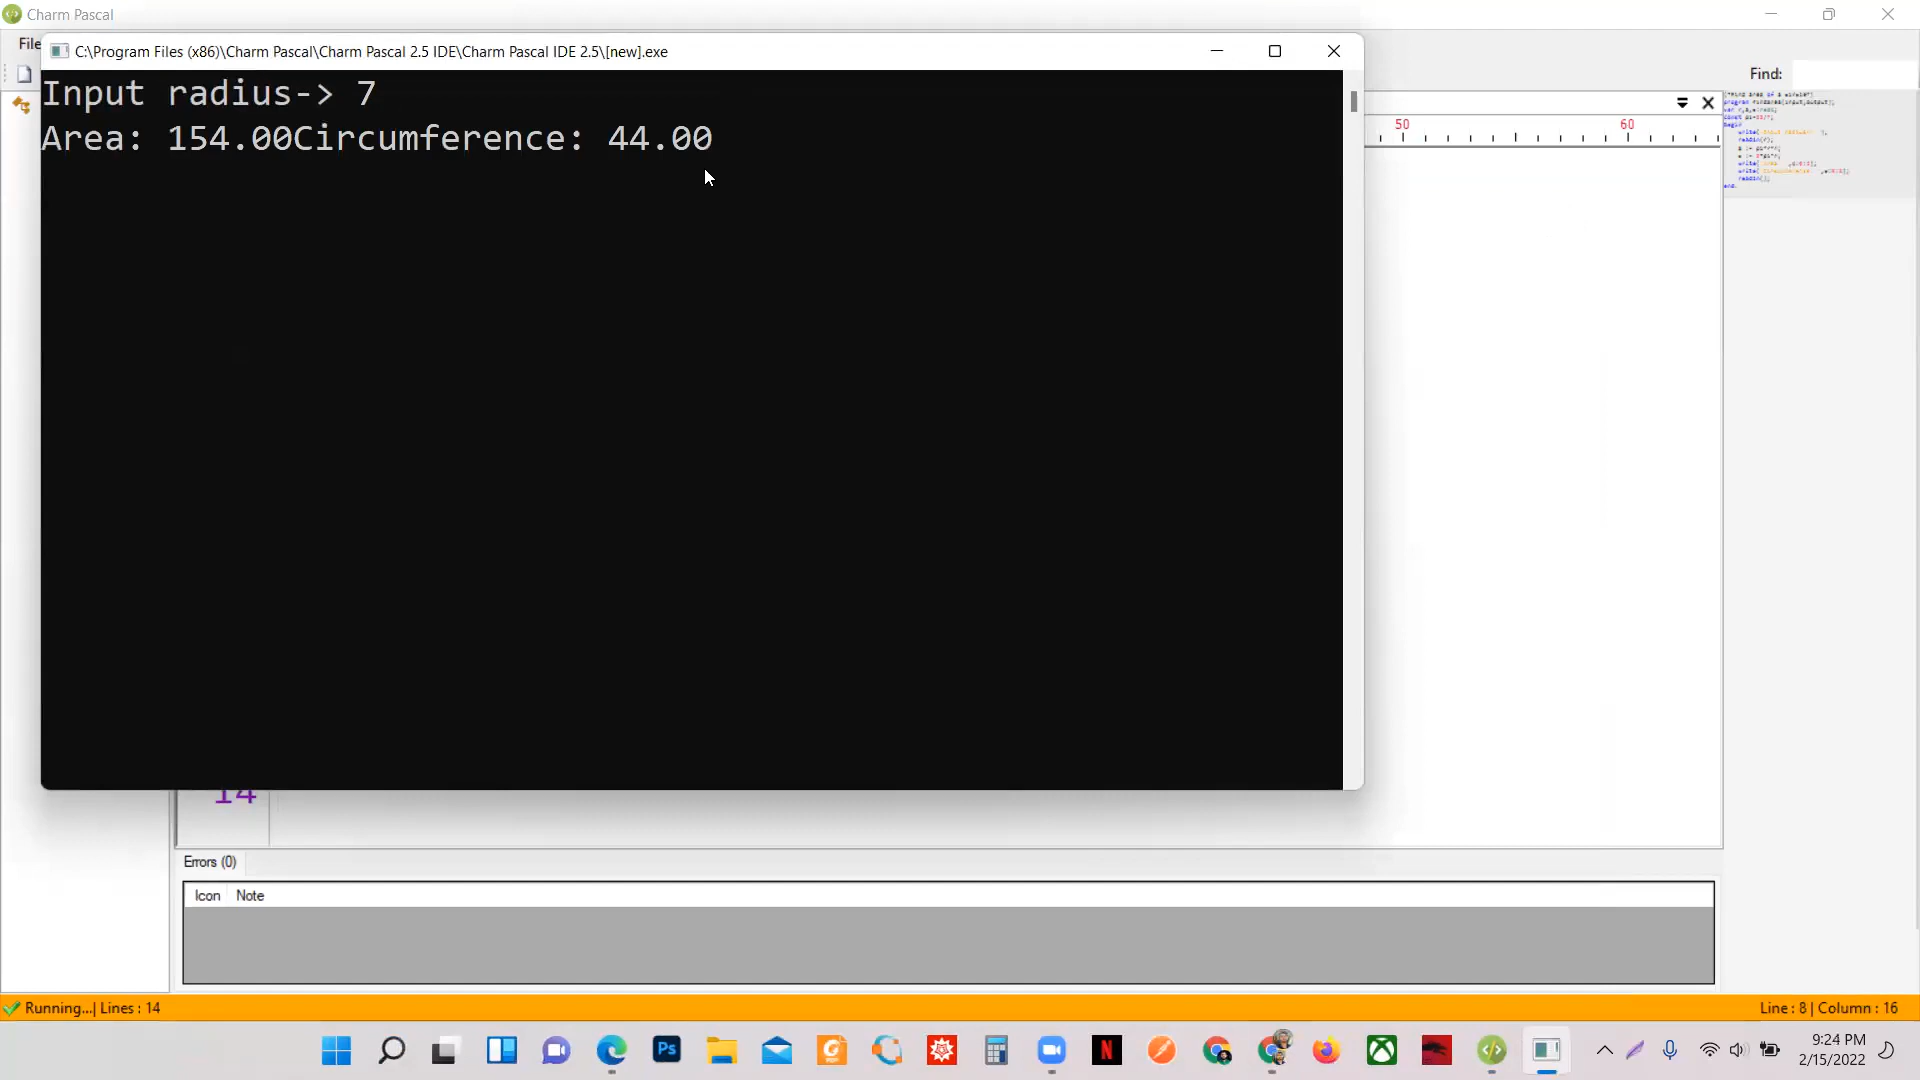 Charm Pascal
File
C:\Program Files (x86)\Charm Pascal\Charm Pascal 2.5 IDE\Charm Pascal IDE 2.5\[new].exe
Find:
Input radius-> 7
Area: 154.00Circumference: 44.00
50 60
14
Errors (0)
Icon Note
Running...| Lines : 14
Line : 8 | Column : 16
Ps
N
9:24 PM
2/15/2022